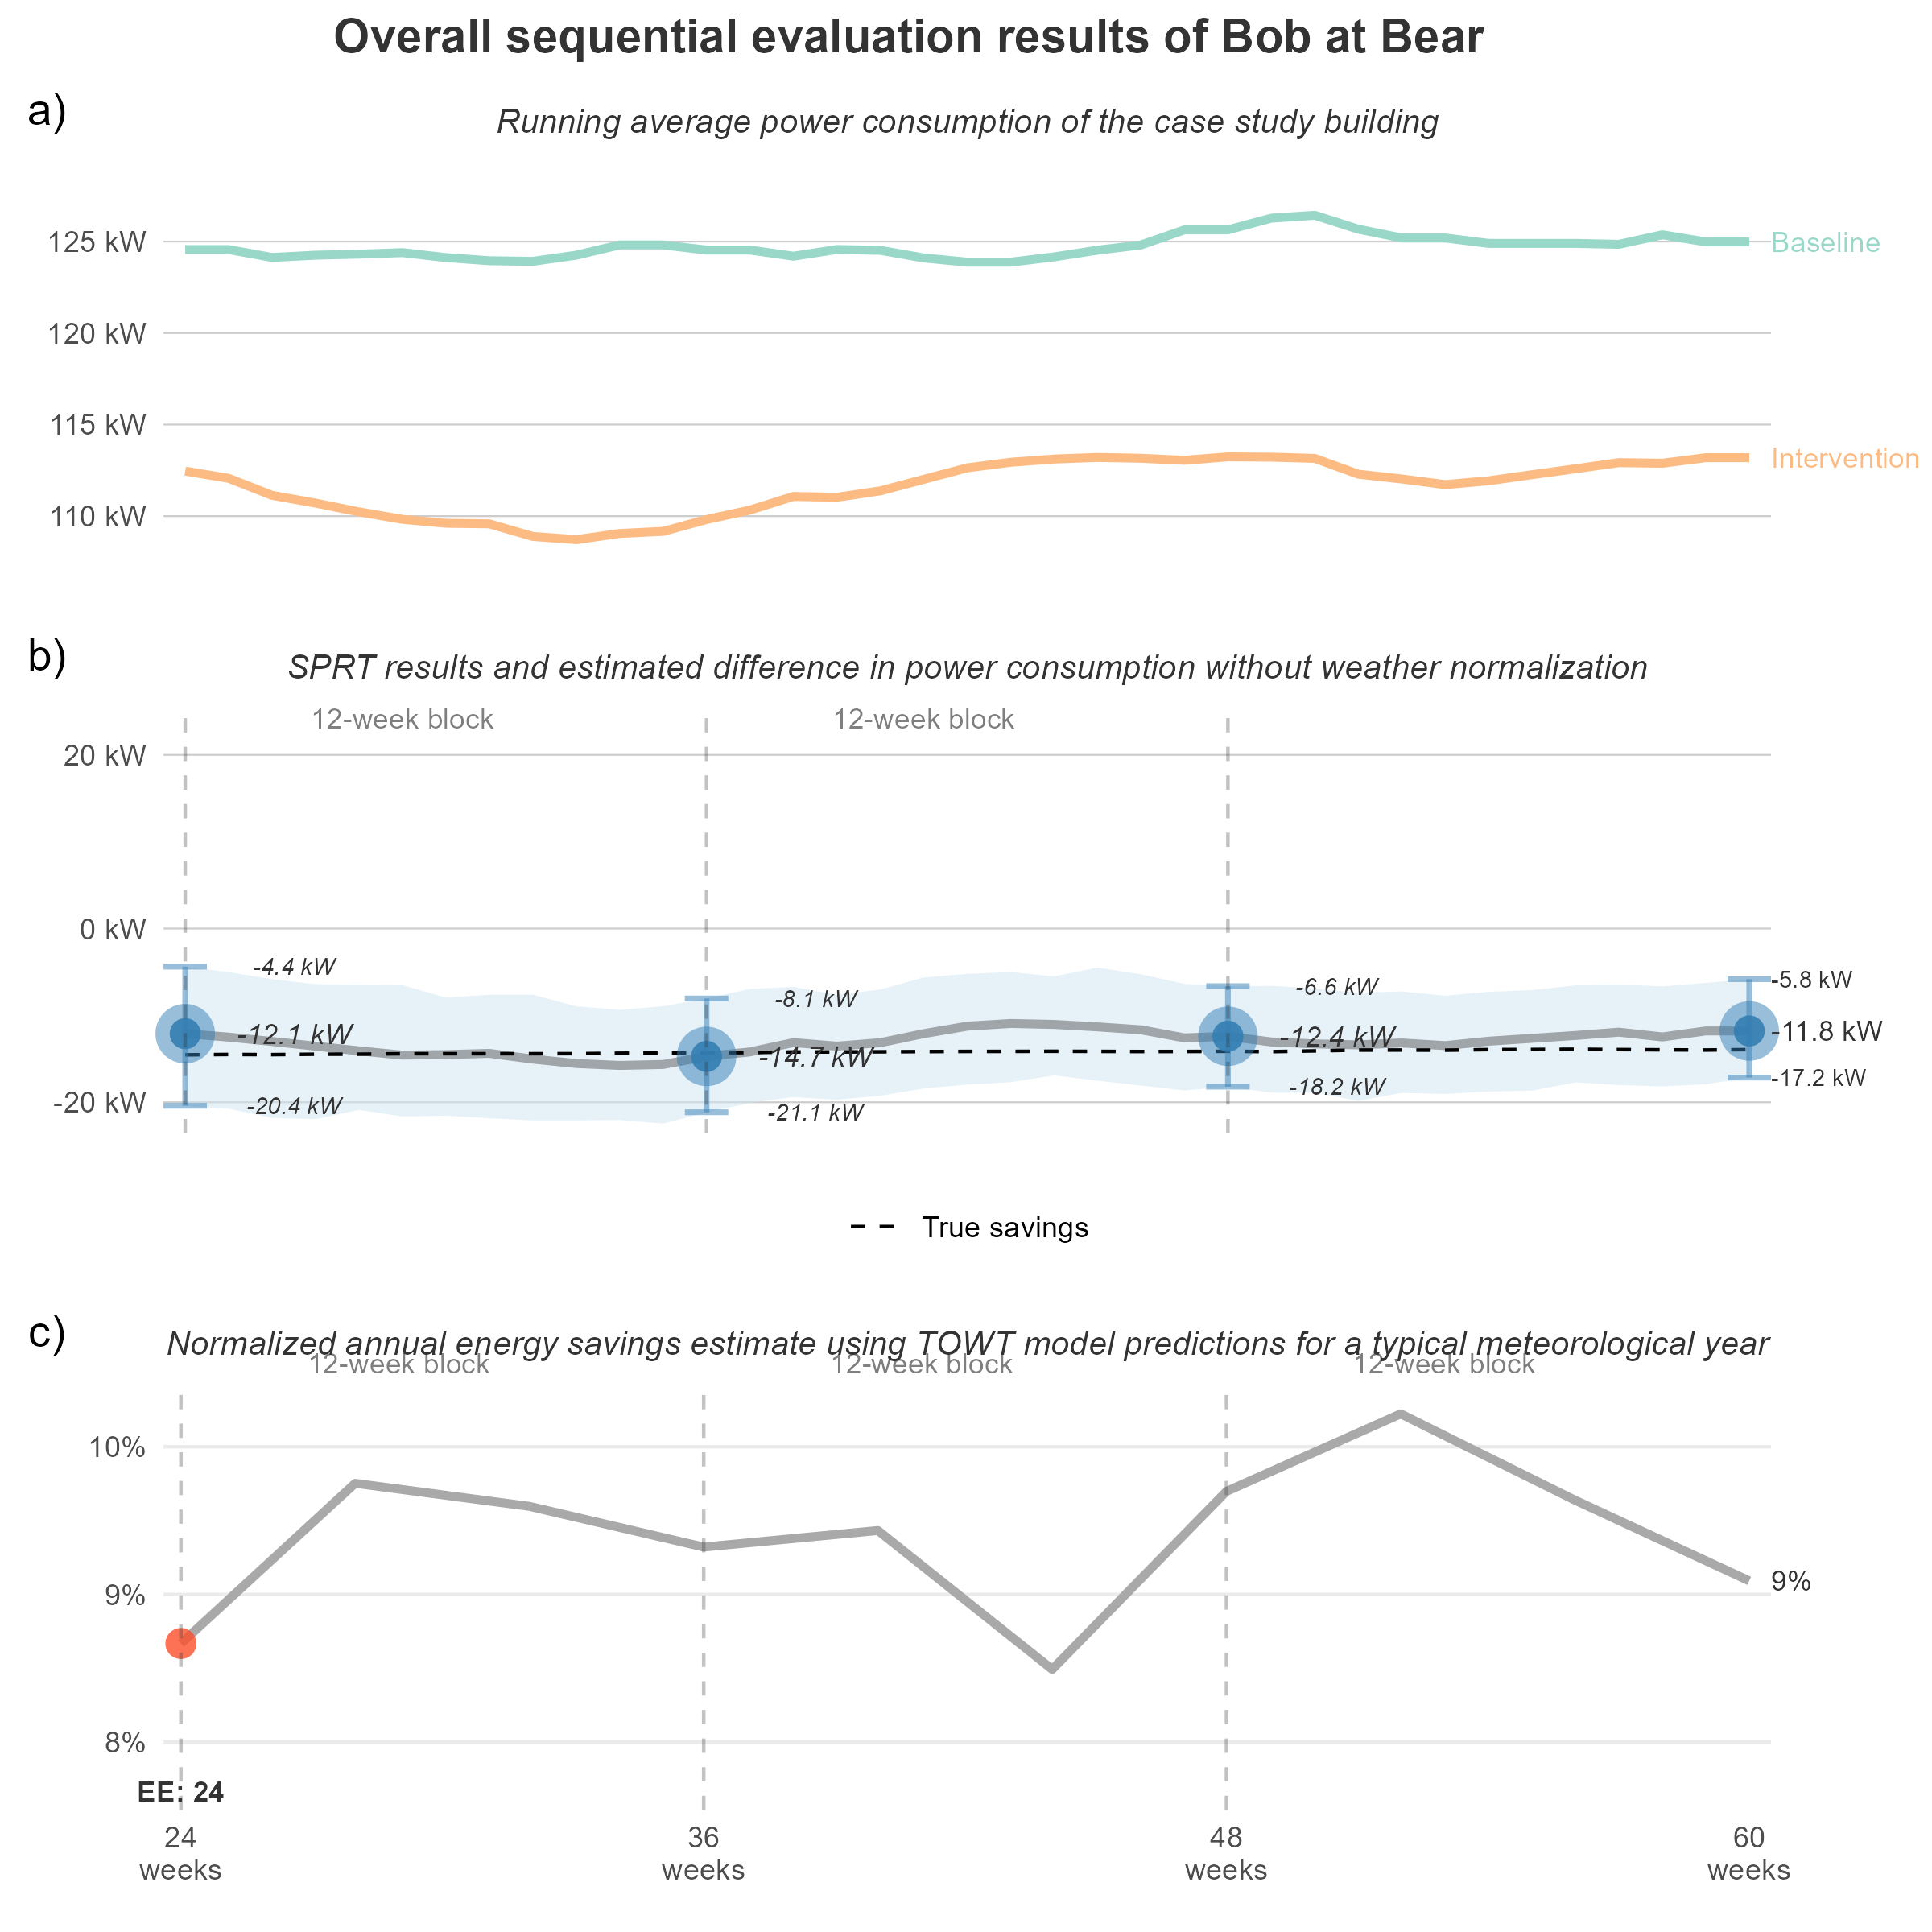 Overall sequential evaluation results of Bob at Bear
a)
Running average power consumption of the case study building
125 kW
Baseline
120 kW
115 kW
Intervention
110 kW
b)
SPRT results and estimated difference in power consumption without weather normalization
12-week block
12-week block
20 kW
0 kW
-20 kW
-4.4 kW
-12.1 kW
-20.4 kW
-8.1 kW
-14.7 kW
-21.1 kW
-6.6 kW
-12.4 kW
-18.2 kW
-5.8 kW
-11.8 kW
-17.2 kW
True savings
c)
Normalized annual energy savings estimate using TOWT model predictions for a typical meteorological year
12-week block
12-week block
12-week block
10%
9%
9%
8%
EE: 24
24
weeks
36
weeks
48
weeks
60
weeks